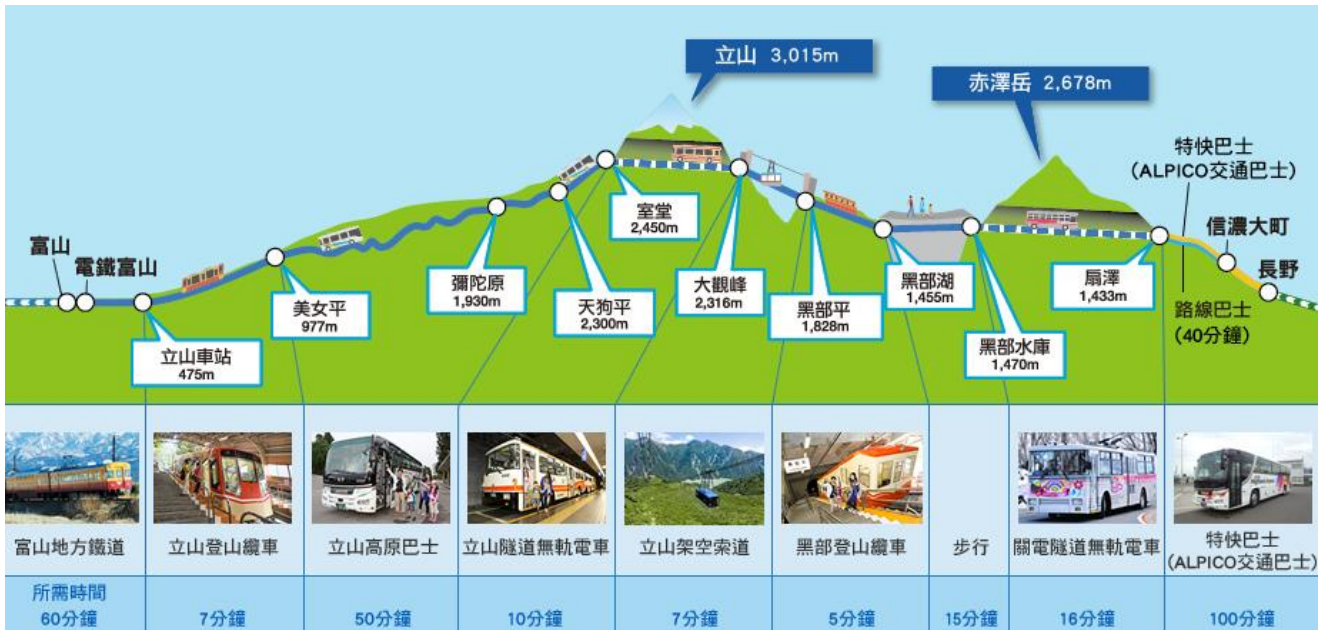 立山 3,015m
赤澤岳 2,678m
特快巴士
(ALPICO交通巴士)
富山
電鐵富山
信濃大町
長野
立山車站
475m
美女平
977m
彌陀原
1,930m
天狗平
2,300m
室堂
2,450m
大觀峰
2,316m
黑部平
1,828m
黑部湖
1,455m
黑部水庫
1,470m
扇澤
1,433m
路線巴士
(40分鐘)
富山地方鐵道
立山登山纜車
立山高原巴士
立山隧道無軌電車
立山架空索道
黑部登山纜車
步行
關電隧道無軌電車
特快巴士
(ALPICO交通巴士)
所需時間
60分鐘
7分鐘
50分鐘
10分鐘
7分鐘
5分鐘
15分鐘
16分鐘
100分鐘